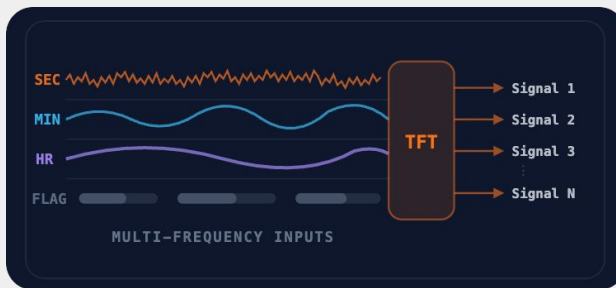 SEC
MIN
HR
FLAG
MULTI-FREQUENCY INPUTS
TFT
Signal 1
Signal 2
Signal 3
⋮
Signal N